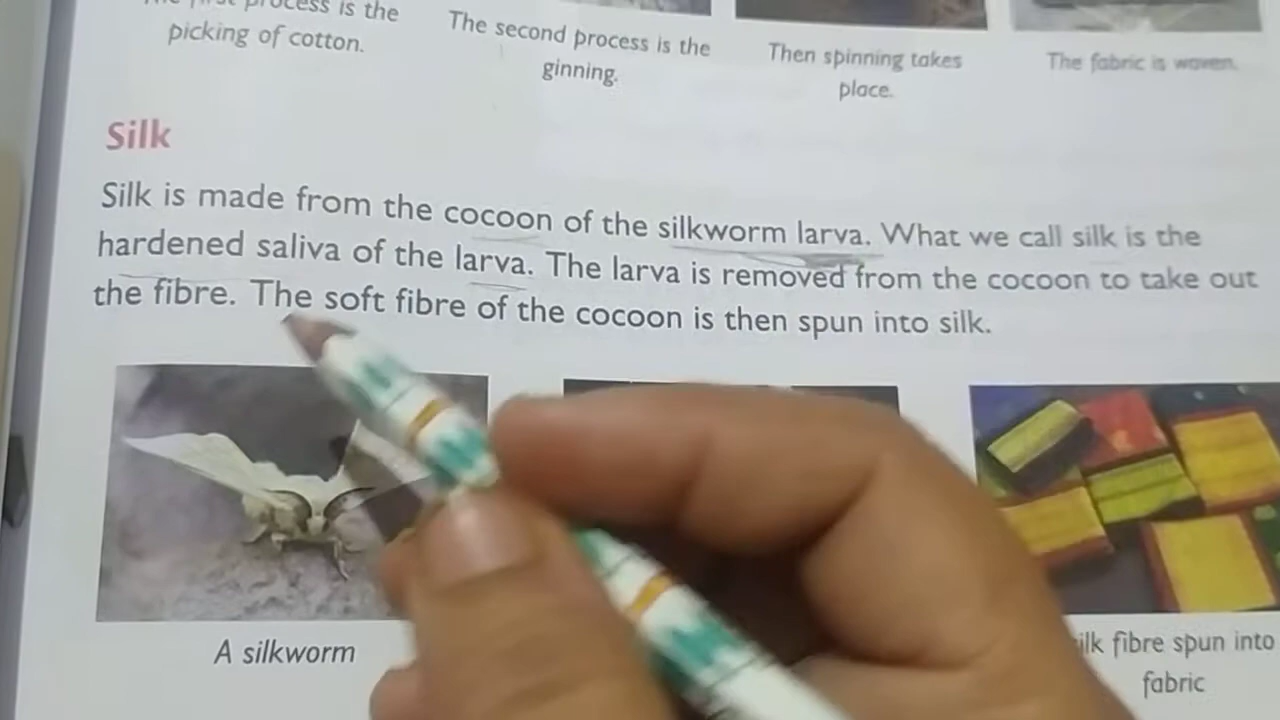 process is the
picking of cotton.
The second process is the
ginning.
Then spinning takes
place.
The fabric is woven.
Silk
Silk is made from the cocoon of the silkworm larva. What we call silk is the
hardened saliva of the larva. The larva is removed from the cocoon to take out
the fibre. The soft fibre of the cocoon is then spun into silk.
A silkworm
fibre spun into
fabric